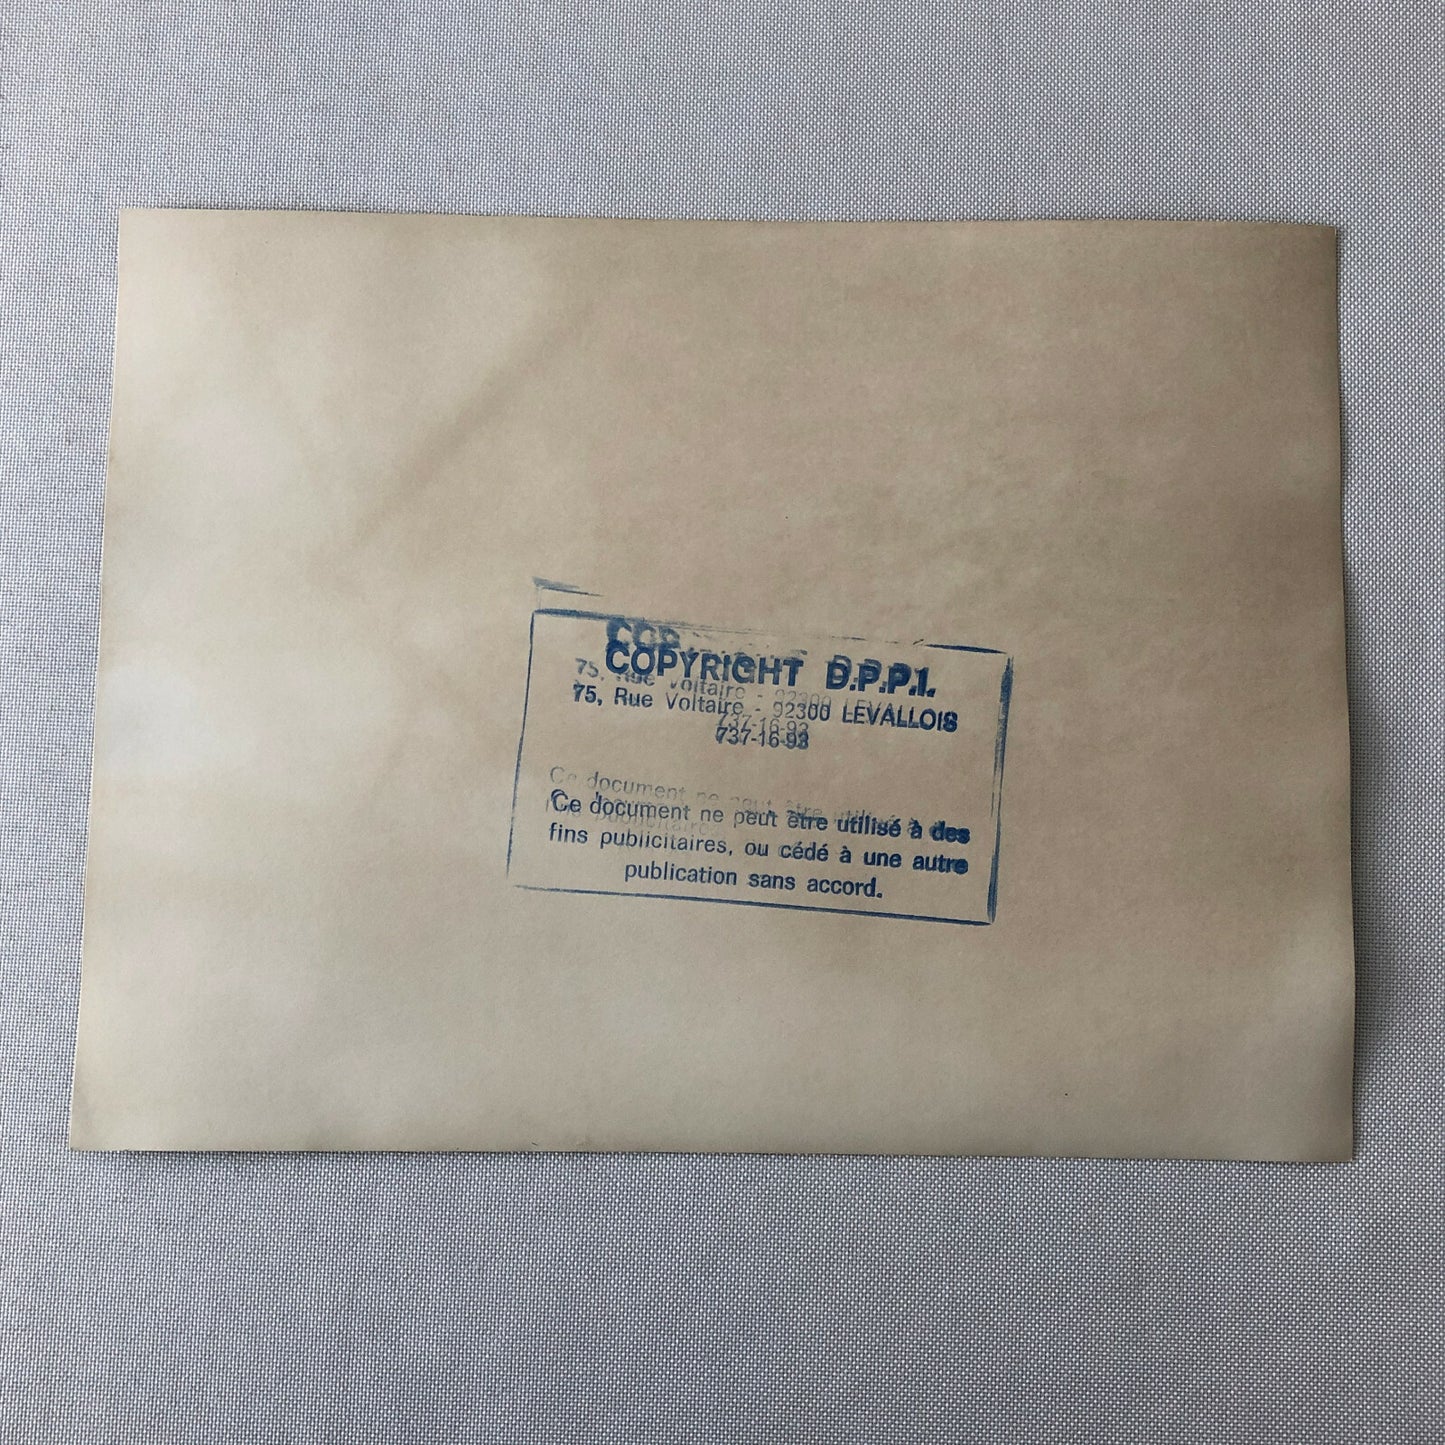 COPYRIGHT D.P.P.I.
75, Rue Voltaire - 92300 LEVALLOIS
737-16-93
Ce document ne peut être utilisé à des
fins publicitaires, ou cédé à une autre
publication sans accord.